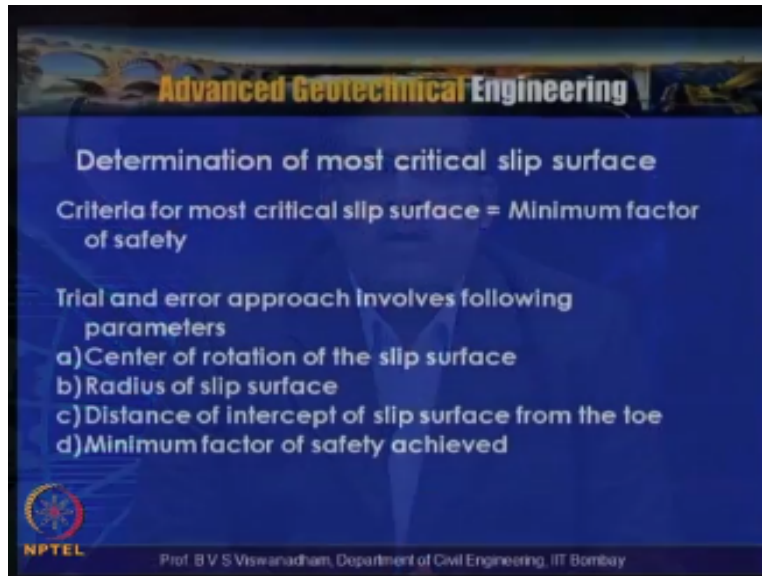 Advanced Geotechnical Engineering
Determination of most critical slip surface
Criteria for most critical slip surface = Minimum factor
of safety
Trial and error approach involves following
parameters
a)Center of rotation of the slip surface
b)Radius of slip surface
c)Distance of intercept of slip surface from the toe
d)Minimum factor of safety achieved
NPTEL
Prof. B V S Viswanadham, Department of Civil Engineering, IIT Bombay